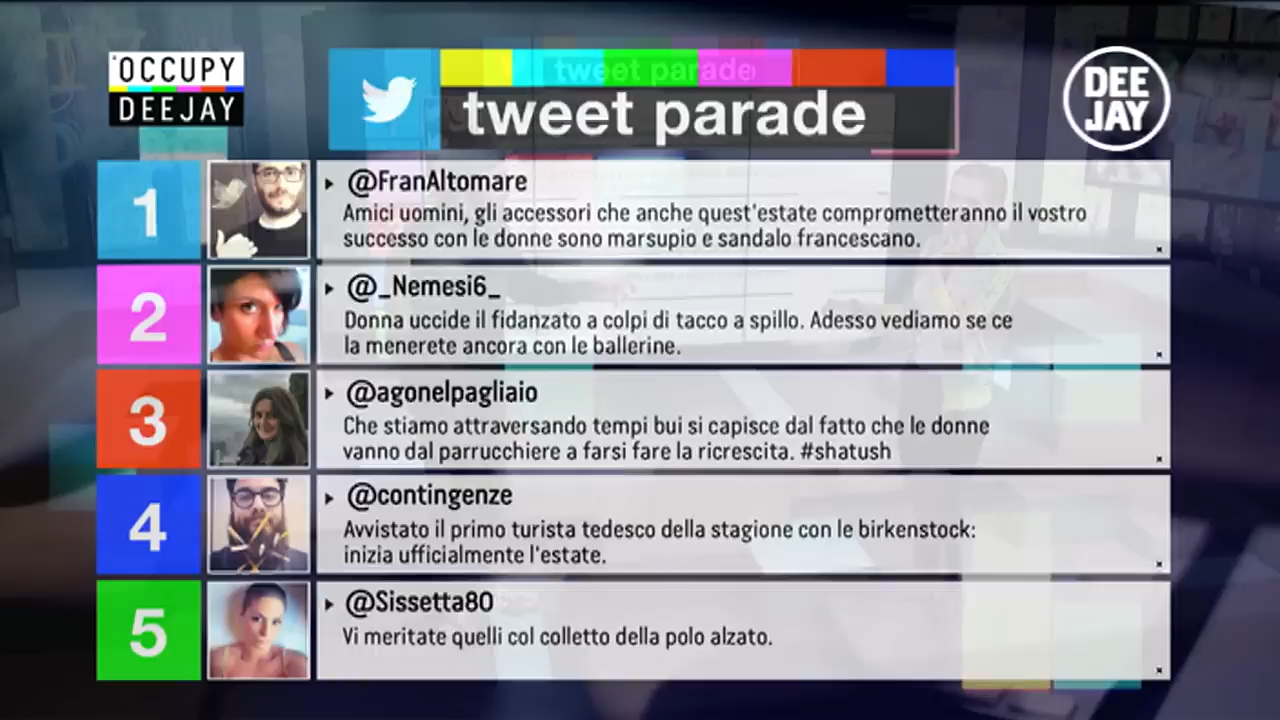 OCCUPY
DEEJAY
tweet parade
tweet parade
DEE
JAY
1
@FranAltomare
Amici uomini, gli accessori che anche quest'estate comprometteranno il vostro
successo con le donne sono marsupio e sandalo francescano.
2
@_Nemesi6_
Donna uccide il fidanzato a colpi di tacco a spillo. Adesso vediamo se ce
la menerete ancora con le ballerine.
3
@agonelpagliaio
Che stiamo attraversando tempi bui si capisce dal fatto che le donne
vanno dal parrucchiere a farsi fare la ricrescita. #shatush
4
@contingenze
Avvistato il primo turista tedesco della stagione con le birkenstock:
inizia ufficialmente l'estate.
5
@Sissetta80
Vi meritate quelli col colletto della polo alzato.